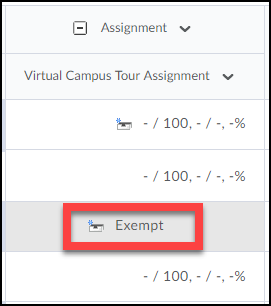 Assignment
Virtual Campus Tour Assignment
- / 100, - / -, -%
- / 100, - / -, -%
Exempt
- / 100, - / -, -%